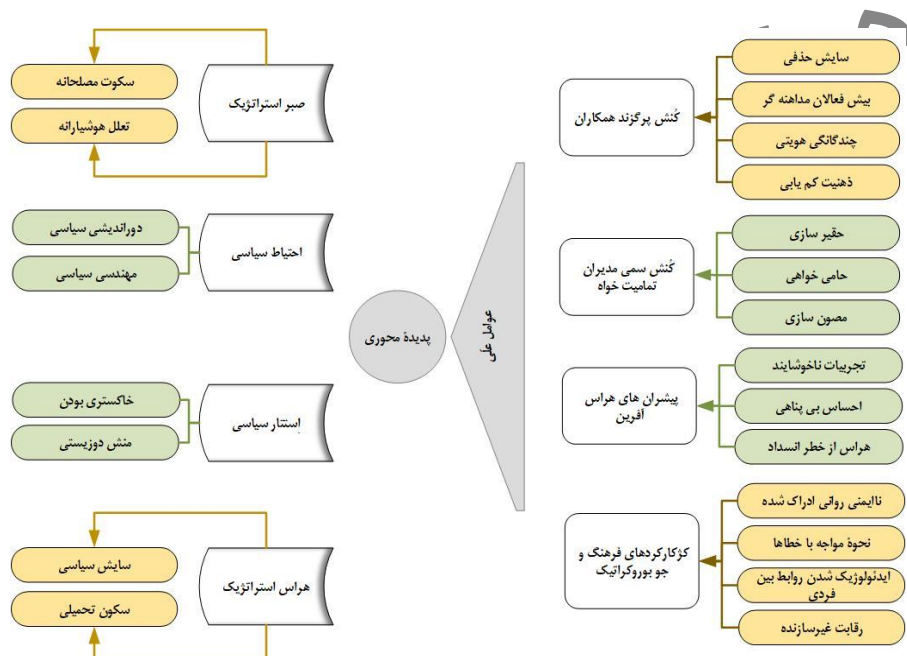 سایش حذفی
بیش فعالان مداهنه گر
چندگانگی هویتی
ذهنیت کم یابی
کُنش پرگزند همکاران
حقیر سازی
حامی خواهی
مصون سازی
کُنش سمی مدیران
تمامیت خواه
تجربیات ناخوشایند
احساس بی پناهی
هراس از خطر انسداد
پیشران های هراس
آفرین
ناایمنی روانی ادراک شده
نحوۀ مواجه با خطاها
ایدئولوژیک شدن روابط بین
فردی
رقابت غیرسازنده
کژکارکردهای فرهنگ و
جو بوروکراتیک
عوامل علّی
پدیدۀ محوری
صبر استراتژیک
سکوت مصلحانه
تعلل هوشیارانه
احتیاط سیاسی
دوراندیشی سیاسی
مهندسی سیاسی
اِستتار سیاسی
خاکستری بودن
منش دوزیستی
هراس استراتژیک
سایش سیاسی
سکون تحمیلی